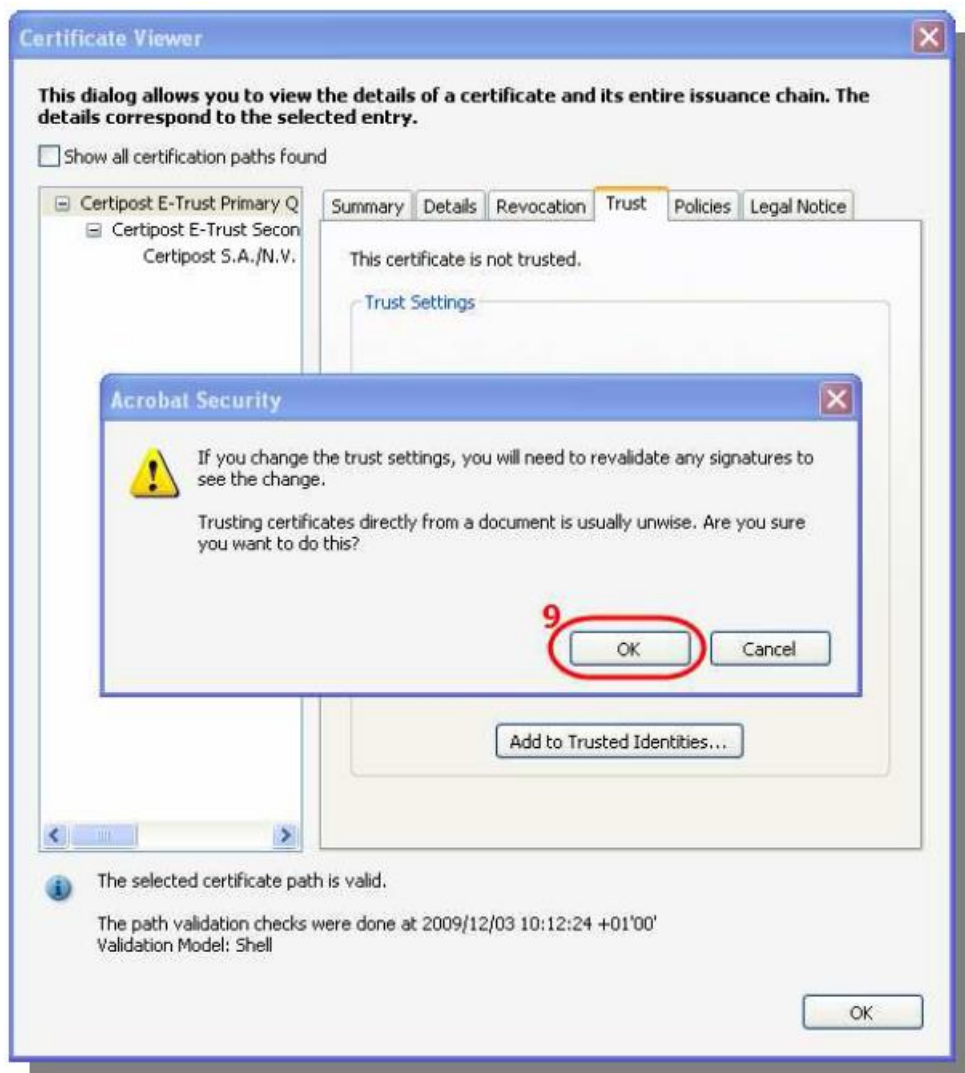 Certificate Viewer
This dialog allows you to view the details of a certificate and its entire issuance chain. The
details correspond to the selected entry.
Show all certification paths found
Certipost E-Trust Primary Q
Certipost E-Trust Secon
Certipost S.A./N.V.
Summary Details Revocation Trust Policies Legal Notice
This certificate is not trusted.
Trust Settings
Acrobat Security
If you change the trust settings, you will need to revalidate any signatures to
see the change.
Trusting certificates directly from a document is usually unwise. Are you sure
you want to do this?
9
OK Cancel
Add to Trusted Identities...
The selected certificate path is valid.
The path validation checks were done at 2009/12/03 10:12:24 +01'00'
Validation Model: Shell
OK